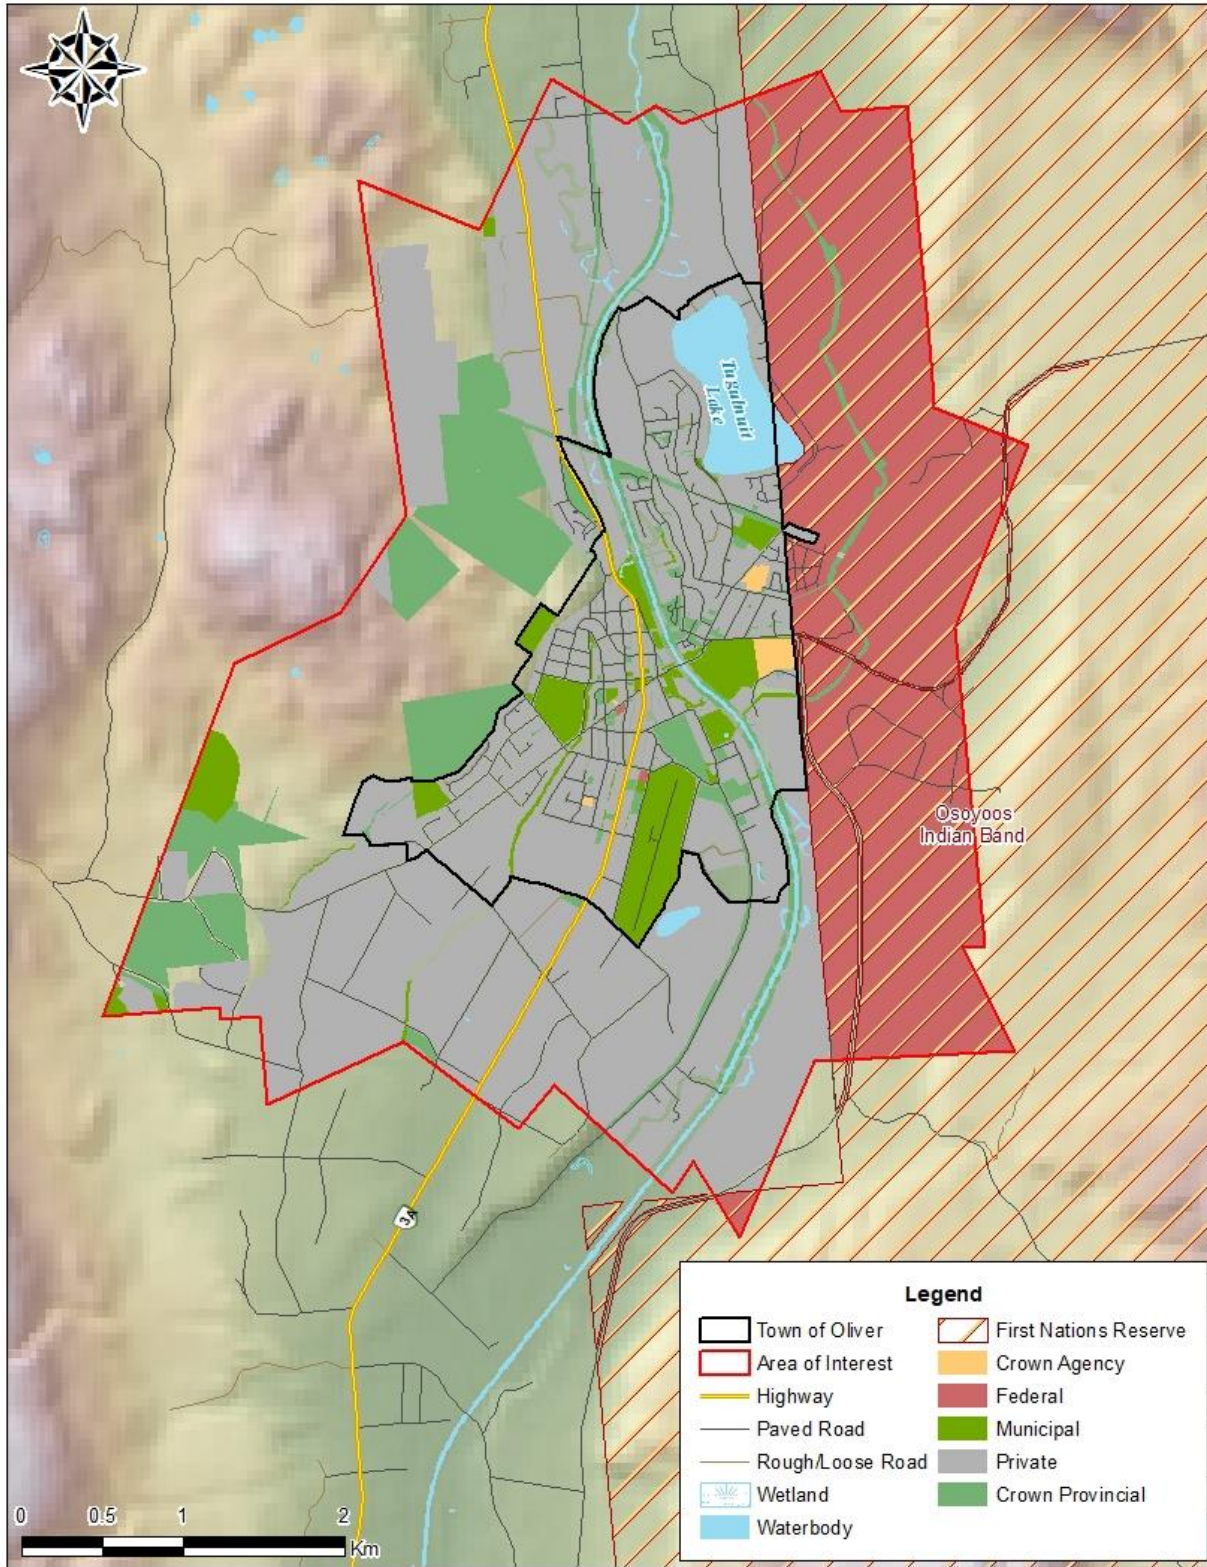 Tugulnuit
Lake
Osoyoos
Indian Band
3A
Legend
Town of Oliver
Area of Interest
Highway
Paved Road
Rough/Loose Road
Wetland
Waterbody
First Nations Reserve
Crown Agency
Federal
Municipal
Private
Crown Provincial
0 0.5 1 2
Km